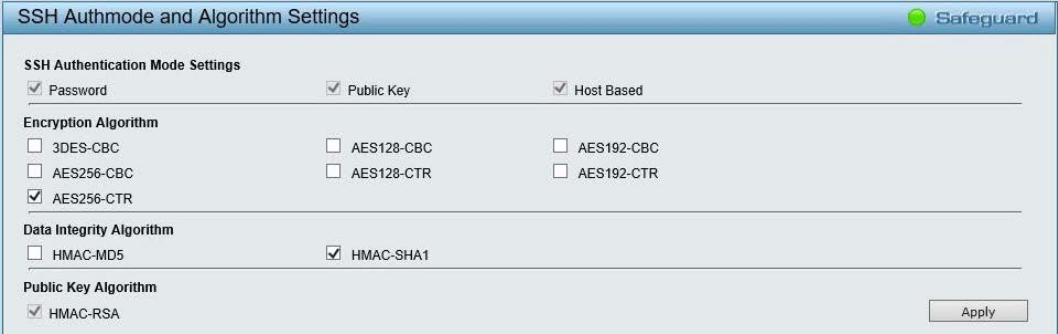 SSH Authmode and Algorithm Settings Safeguard
SSH Authentication Mode Settings
Password Public Key Host Based
Encryption Algorithm
3DES-CBC AES128-CBC AES192-CBC
AES256-CBC AES128-CTR AES192-CTR
AES256-CTR
Data Integrity Algorithm
HMAC-MD5 HMAC-SHA1
Public Key Algorithm
HMAC-RSA Apply